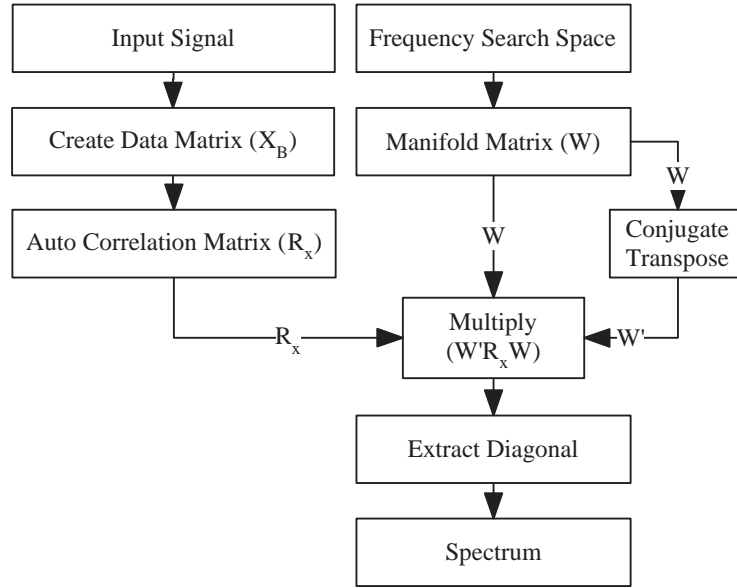 Input Signal
Frequency Search Space
Create Data Matrix (X_B)
Manifold Matrix (W)
W
Auto Correlation Matrix (R_x)
W
Conjugate
Transpose
Multiply
(W'R_xW)
R_x
W'
Extract Diagonal
Spectrum